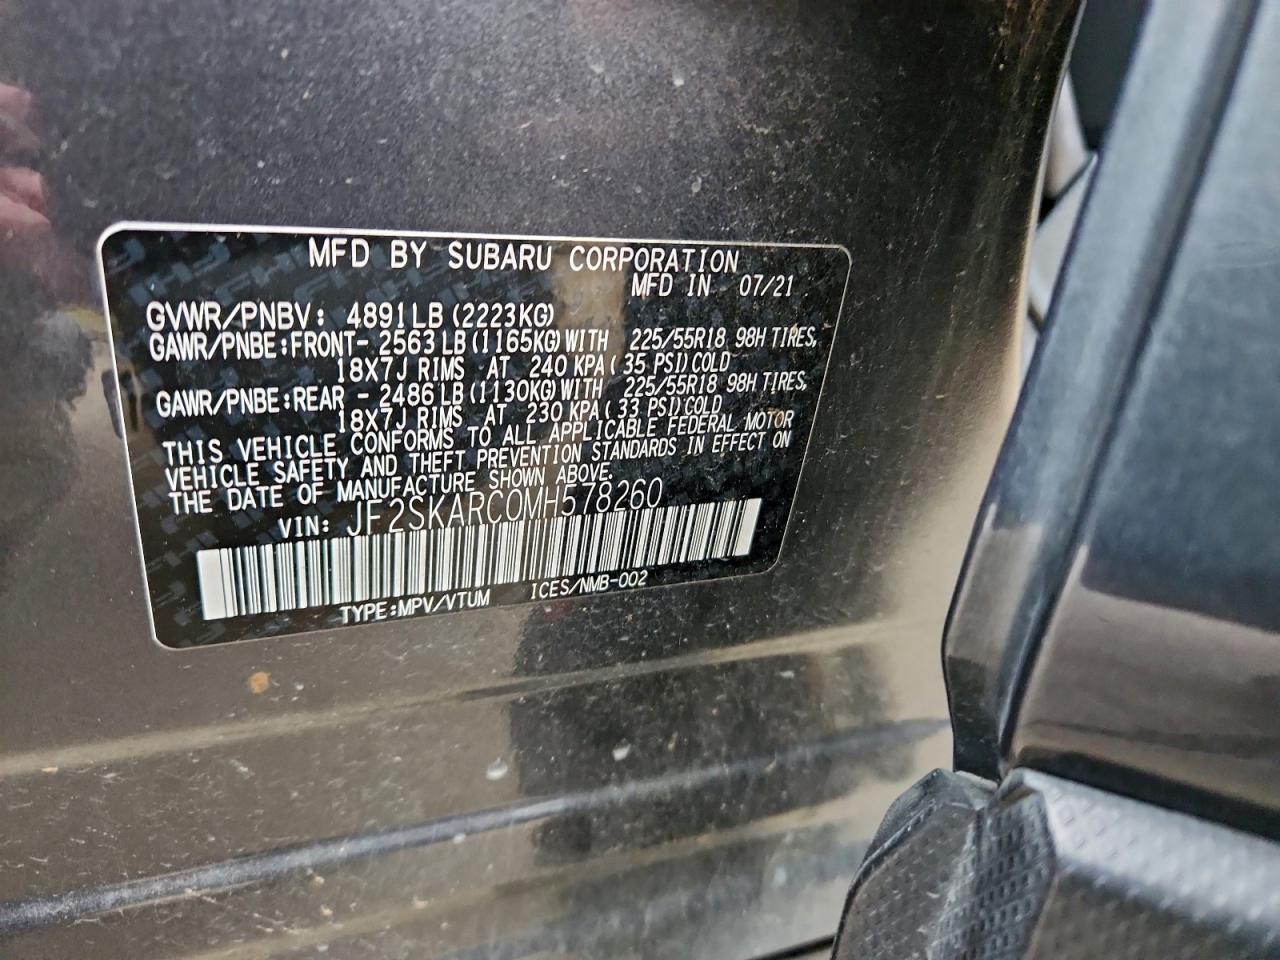 MFD BY SUBARU CORPORATION
MFD IN 07/21
GVWR/PNBV: 4891LB(2223KG)
GAWR/PNBE:FRONT- 2563LB(1165KG)WITH 225/55R18 98H TIRES,
18X7J RIMS AT 240 KPA(35 PSI)COLD
GAWR/PNBE:REAR - 2486LB(1130KG)WITH 225/55R18 98H TIRES,
18X7J RIMS AT 230 KPA(33 PSI)COLD
THIS VEHICLE CONFORMS TO ALL APPLICABLE FEDERAL MOTOR
VEHICLE SAFETY AND THEFT PREVENTION STANDARDS IN EFFECT ON
THE DATE OF MANUFACTURE SHOWN ABOVE.
VIN: JF2SKARC0MH578260
TYPE:MPV/VTUM ICES/NMB-002